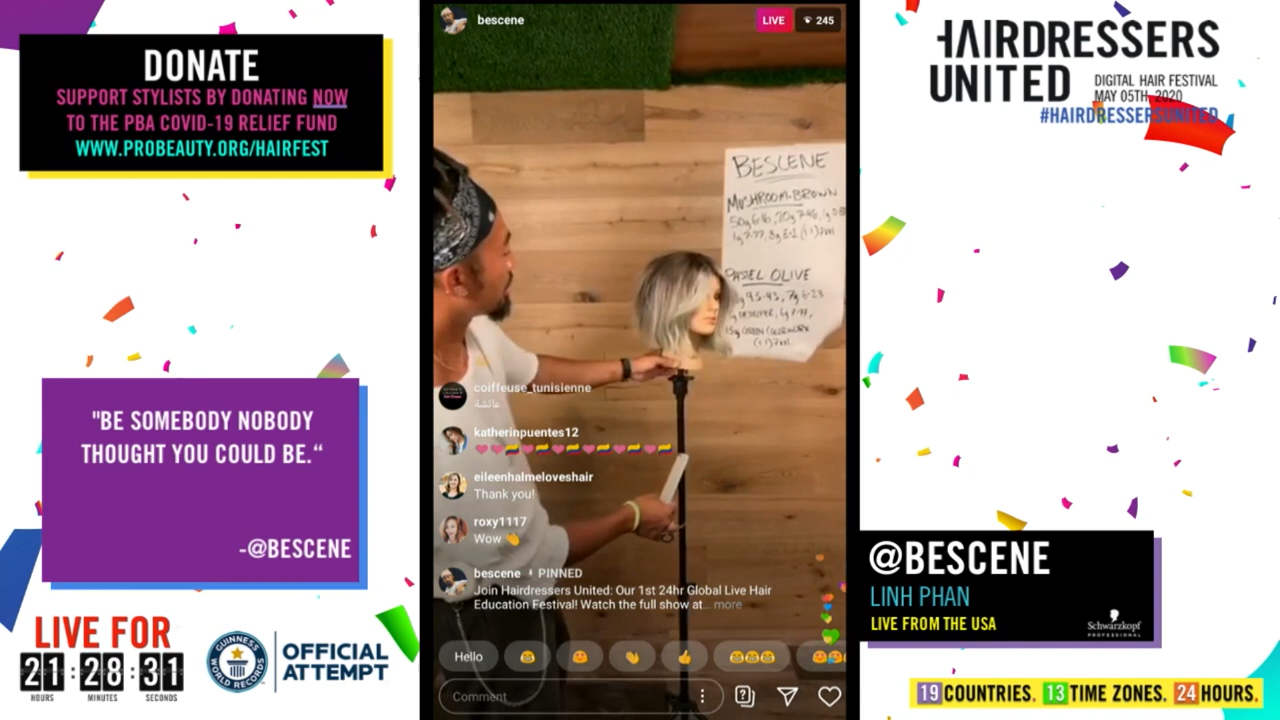 DONATE
SUPPORT STYLISTS BY DONATING NOW
TO THE PBA COVID-19 RELIEF FUND
WWW.PROBEAUTY.ORG/HAIRFEST
"BE SOMEBODY NOBODY
THOUGHT YOU COULD BE.“
-@BESCENE
LIVE FOR
21:28:31
HOURS MINUTES SECONDS
GUINNESS WORLD RECORDS
OFFICIAL
ATTEMPT
bescene
LIVE
245
BESCENE
MUSHROOM-BROWN
PASTEL OLIVE
coiffeuse_tunisienne
عائشة
katherinpuentes12
eileenhalmeloveshair
Thank you!
roxy1117
Wow 👏
bescene PINNED
Join Hairdressers United: Our 1st 24hr Global Live Hair
Education Festival! Watch the full show at... more
Hello
Comment
HAIRDRESSERS
UNITED
DIGITAL HAIR FESTIVAL
MAY 05TH, 2020
#HAIRDRESSERSUNITED
@BESCENE
LINH PHAN
LIVE FROM THE USA
Schwarzkopf
PROFESSIONAL
19 COUNTRIES. 13 TIME ZONES. 24 HOURS.